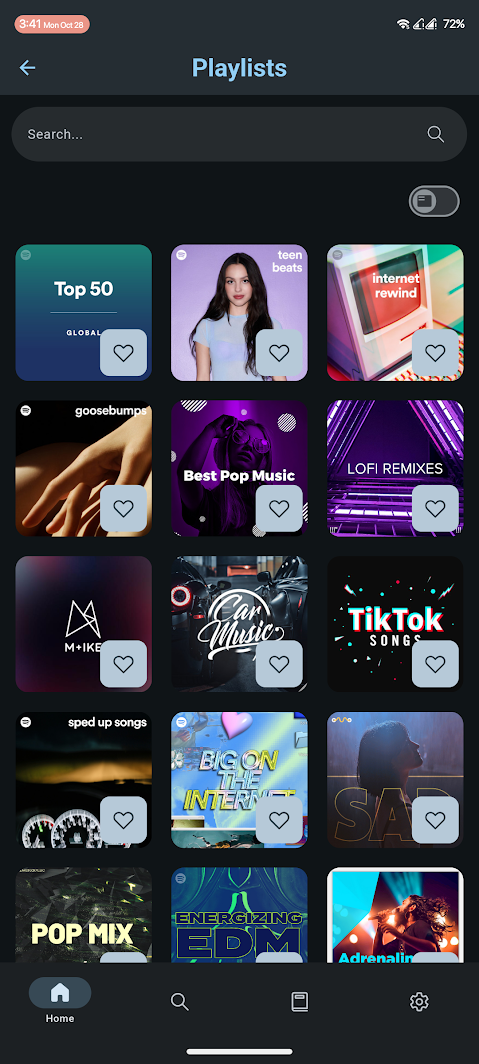 3:41 Mon Oct 28
72%
Playlists
Search...
Top 50
GLOBAL
teen
beats
internet
rewind
goosebumps
Best Pop Music
LOFI REMIXES
M+IKE
Car
Music
TikTok
SONGS
sped up songs
BIG ON
THE
INTERNET
SAD
POP MIX
ENERGIZING
EDM
Adrenalin
Home